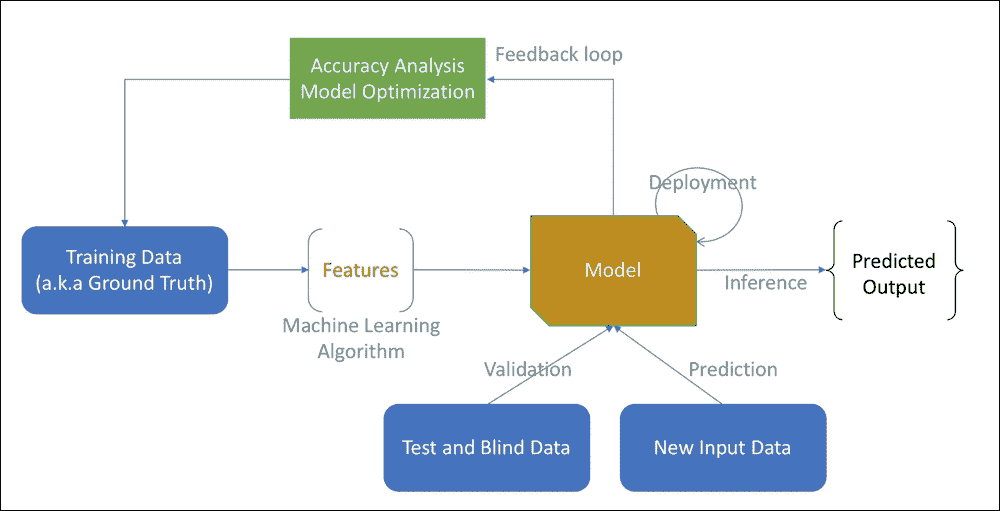 Accuracy Analysis
Model Optimization
Feedback loop
Deployment
Training Data
(a.k.a Ground Truth)
Features
Machine Learning
Algorithm
Model
Inference
Predicted
Output
Validation
Prediction
Test and Blind Data
New Input Data